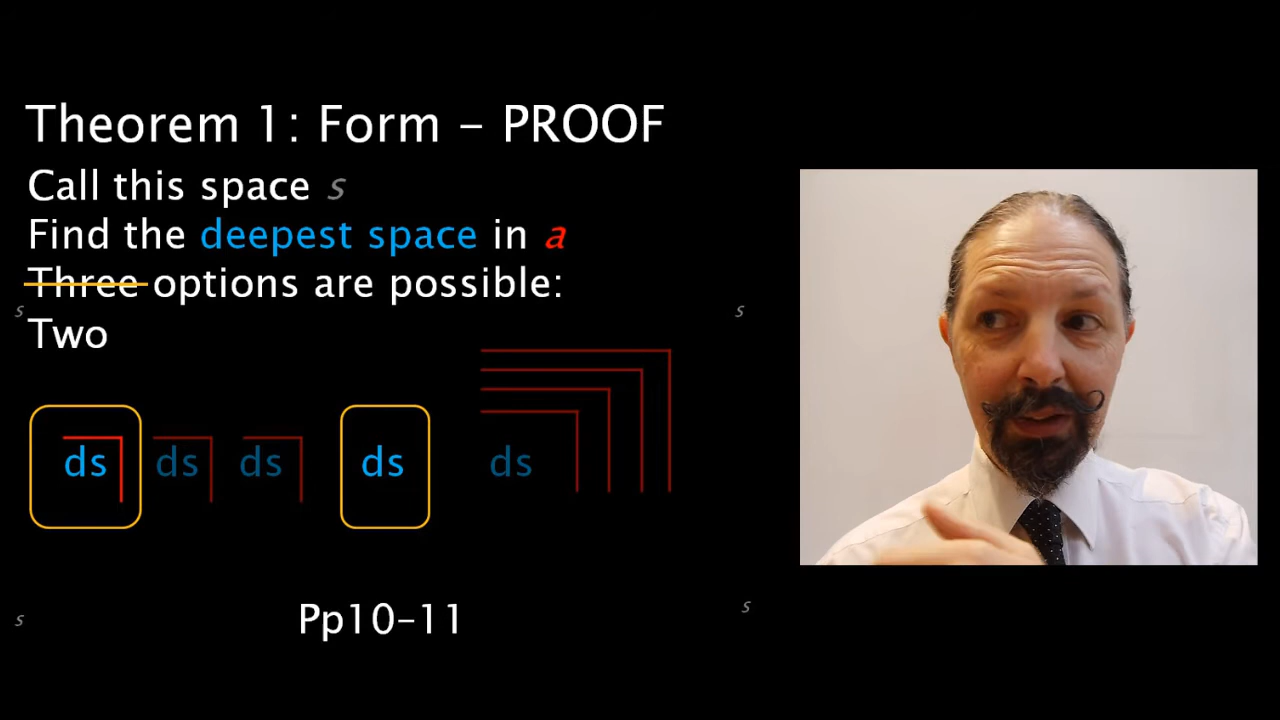 Theorem 1: Form – PROOF
Call this space s
Find the deepest space in a
Three options are possible:
s s
Two
ds ds ds ds ds
Pp10–11
s s